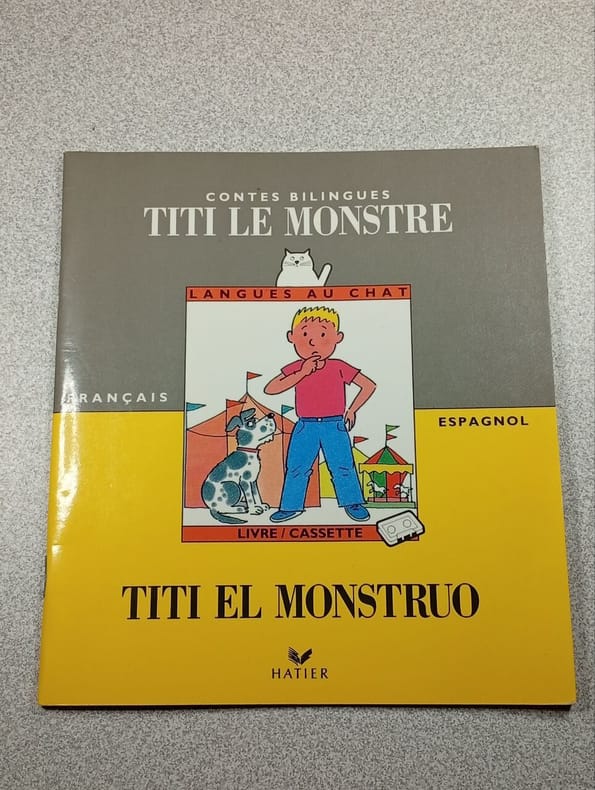 CONTES BILINGUES
TITI LE MONSTRE
LANGUES AU CHAT
FRANÇAIS
ESPAGNOL
LIVRE / CASSETTE
TITI EL MONSTRUO
HATIER